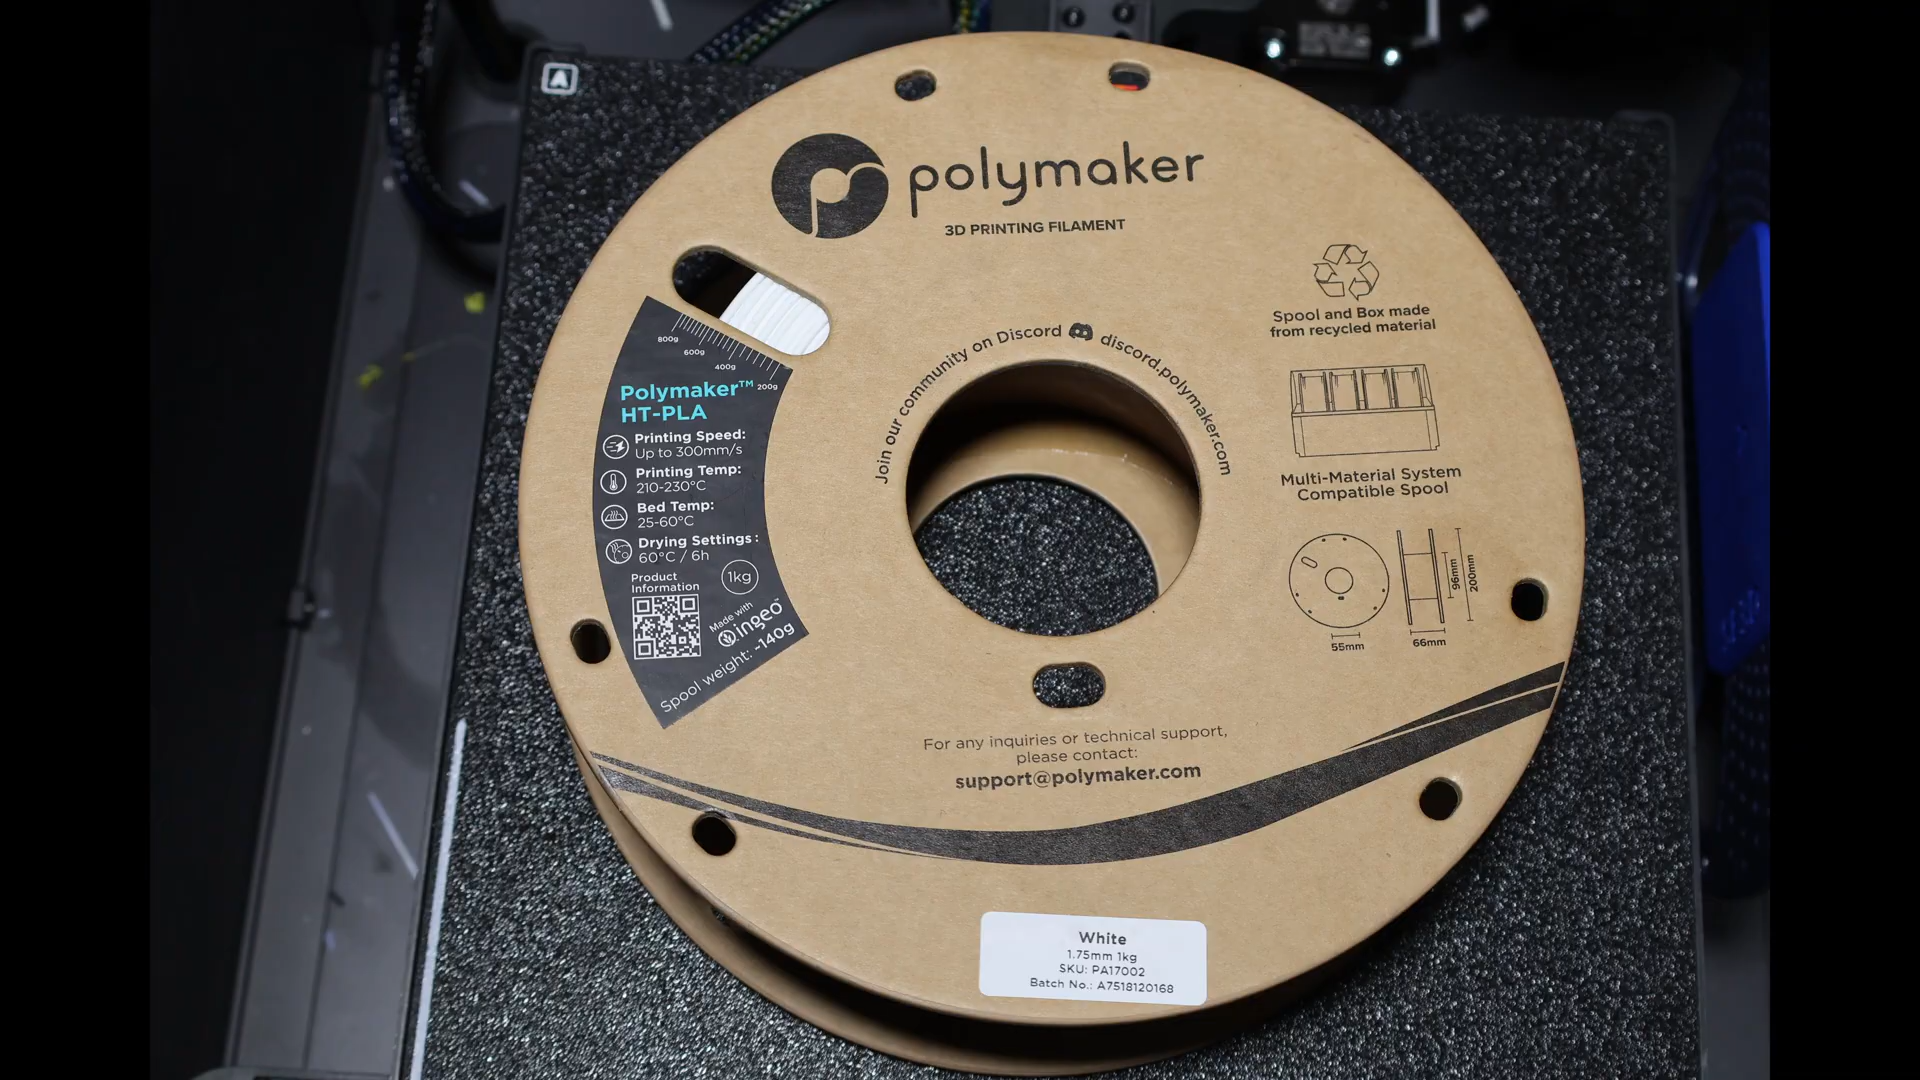 A
polymaker
3D PRINTING FILAMENT
800g
600g
400g
200g
Polymaker™
HT-PLA
Printing Speed:
Up to 300mm/s
Printing Temp:
210-230°C
Bed Temp:
25-60°C
Drying Settings:
60°C / 6h
Product
Information
1kg
Made with
ingeo™
Spool weight: ~140g
Join our community on Discord discord.polymaker.com
Spool and Box made
from recycled material
Multi-Material System
Compatible Spool
96mm
200mm
55mm
66mm
For any inquiries or technical support,
please contact:
support@polymaker.com
White
1.75mm 1kg
SKU: PA17002
Batch No.: A7518120168